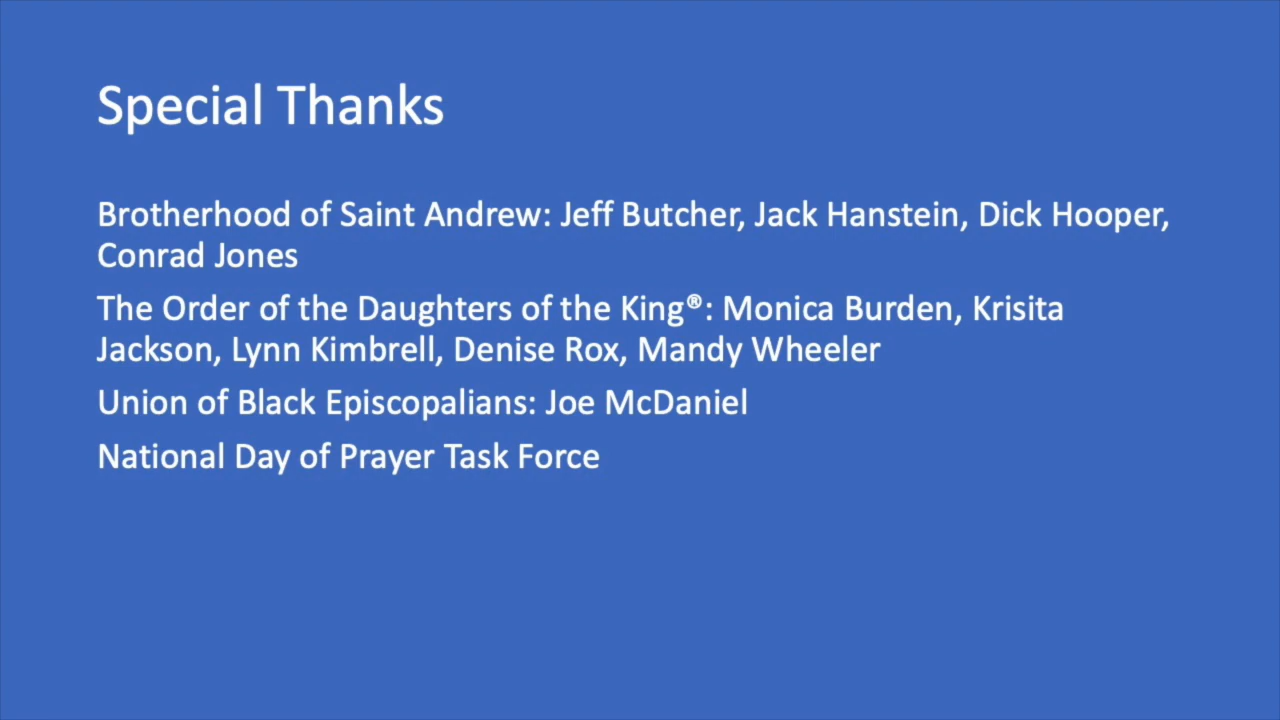 Special Thanks
Brotherhood of Saint Andrew: Jeff Butcher, Jack Hanstein, Dick Hooper,
Conrad Jones
The Order of the Daughters of the King®: Monica Burden, Krisita
Jackson, Lynn Kimbrell, Denise Rox, Mandy Wheeler
Union of Black Episcopalians: Joe McDaniel
National Day of Prayer Task Force